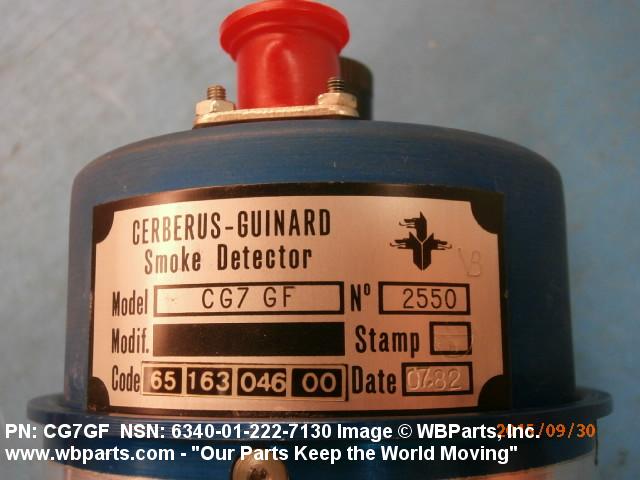 CERBERUS-GUINARD
Smoke Detector
VB
Model CG7 GF Nº 2550
Modif. Stamp
Code 65 163 046 00 Date 0782
PN: CG7GF NSN: 6340-01-222-7130 Image © WBParts, Inc.
2015/09/30
www.wbparts.com - "Our Parts Keep the World Moving"